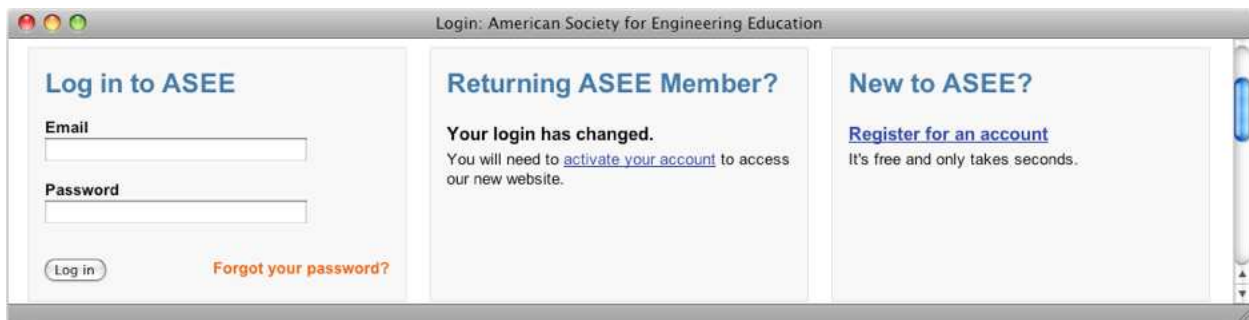 Login: American Society for Engineering Education
Log in to ASEE
Email
Password
Log in
Forgot your password?
Returning ASEE Member?
Your login has changed.
You will need to activate your account to access
our new website.
New to ASEE?
Register for an account
It's free and only takes seconds.